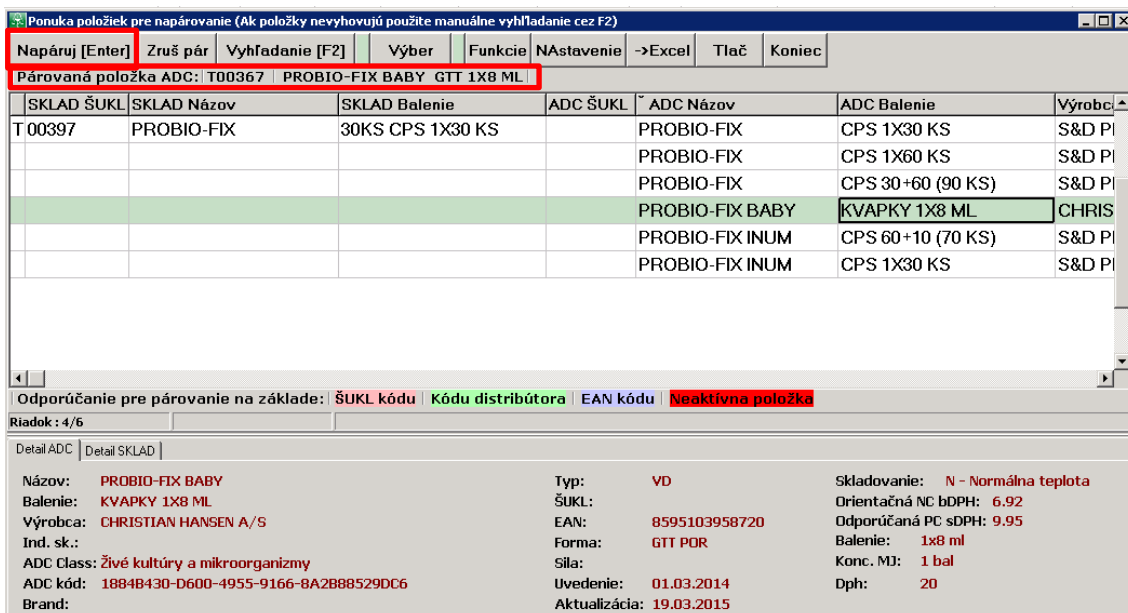 Ponuka položiek pre napárovanie (Ak položky nevyhovujú použite manuálne vyhľladanie cez F2)
Napáruj [Enter] Zruš pár Vyhľadanie [F2] Výber Funkcie NAstavenie ->Excel Tlač Koniec
Párovaná položka ADC: T00367 PROBIO-FIX BABY GTT 1X8 ML
SKLAD ŠUKL SKLAD Názov SKLAD Balenie ADC ŠUKL ADC Názov ADC Balenie Výrobc
T 00397 PROBIO-FIX 30KS CPS 1X30 KS PROBIO-FIX CPS 1X30 KS S&D P
PROBIO-FIX CPS 1X60 KS S&D P
PROBIO-FIX CPS 30+60 (90 KS) S&D P
PROBIO-FIX BABY KVAPKY 1X8 ML CHRIS
PROBIO-FIX INUM CPS 60+10 (70 KS) S&D P
PROBIO-FIX INUM CPS 1X30 KS S&D P
Odporúčanie pre párovanie na základe: ŠUKL kódu Kódu distribútora EAN kódu Neaktívna položka
Riadok : 4/6
Detail ADC Detail SKLAD
Názov: PROBIO-FIX BABY Typ: VD Skladovanie: N - Normálna teplota
Balenie: KVAPKY 1X8 ML ŠUKL: Orientačná NC bDPH: 6.92
Výrobca: CHRISTIAN HANSEN A/S EAN: 8595103958720 Odporúčaná PC sDPH: 9.95
Ind. sk.: Forma: GTT POR Balenie: 1x8 ml
ADC Class: Živé kultúry a mikroorganizmy Sila: Konc. MJ: 1 bal
ADC kód: 1884B430-D600-4955-9166-8A2B88529DC6 Uvedenie: 01.03.2014 Dph: 20
Brand: Aktualizácia: 19.03.2015